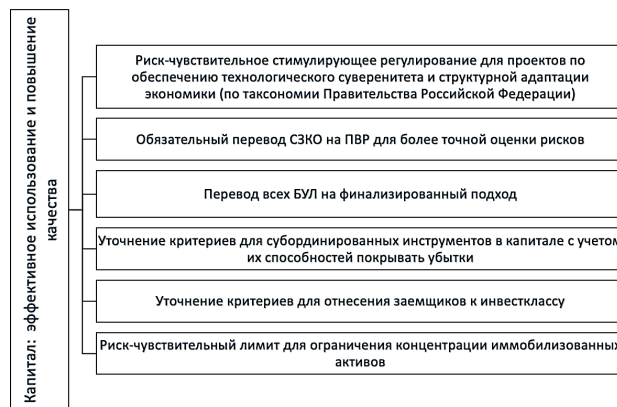 Капитал: эффективное использование и повышение
качества
Риск-чувствительное стимулирующее регулирование для проектов по
обеспечению технологического суверенитета и структурной адаптации
экономики (по таксономии Правительства Российской Федерации)
Обязательный перевод СЗКО на ПВР для более точной оценки рисков
Перевод всех БУЛ на финализированный подход
Уточнение критериев для субординированных инструментов в капитале с учетом
их способностей покрывать убытки
Уточнение критериев для отнесения заемщиков к инвестклассу
Риск-чувствительный лимит для ограничения концентрации иммобилизованных
активов